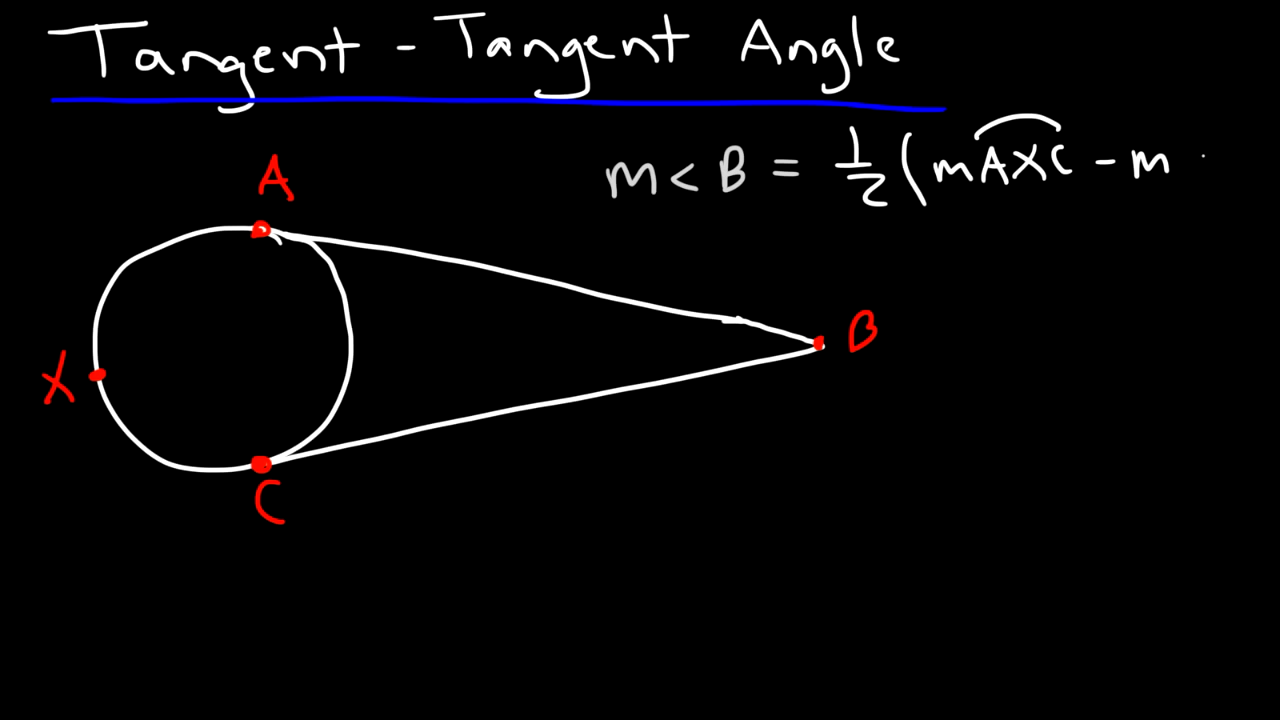 Tangent - Tangent Angle
m < B = 1/2 (mAXC - m
A
B
X
C